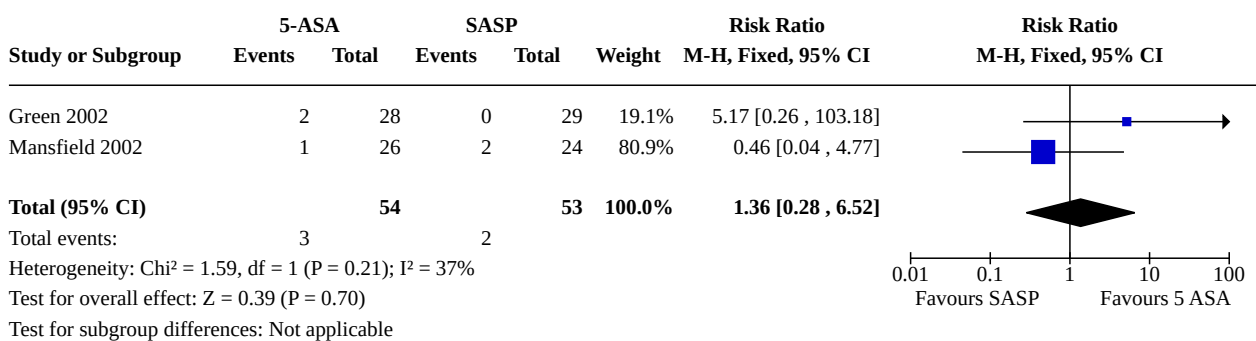 5-ASA SASP Risk Ratio Risk Ratio
Study or Subgroup Events Total Events Total Weight M-H, Fixed, 95% CI M-H, Fixed, 95% CI
Green 2002 2 28 0 29 19.1% 5.17 [0.26 , 103.18]
Mansfield 2002 1 26 2 24 80.9% 0.46 [0.04 , 4.77]
Total (95% CI) 54 53 100.0% 1.36 [0.28 , 6.52]
Total events: 3 2
Heterogeneity: Chi² = 1.59, df = 1 (P = 0.21); I² = 37%
0.01 0.1 1 10 100
Test for overall effect: Z = 0.39 (P = 0.70)
Favours SASP Favours 5 ASA
Test for subgroup differences: Not applicable